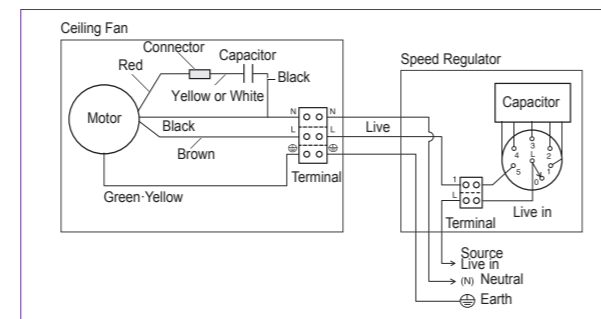 Ceiling Fan
Connector
Capacitor
Red
Black
Yellow or White
Motor
Black
Brown
Green-Yellow
N N
L L
Terminal
Live
Speed Regulator
Capacitor
3
L
4 2
5 1
0
1
L
Terminal
Live in
Source
Live in
(N) Neutral
Earth